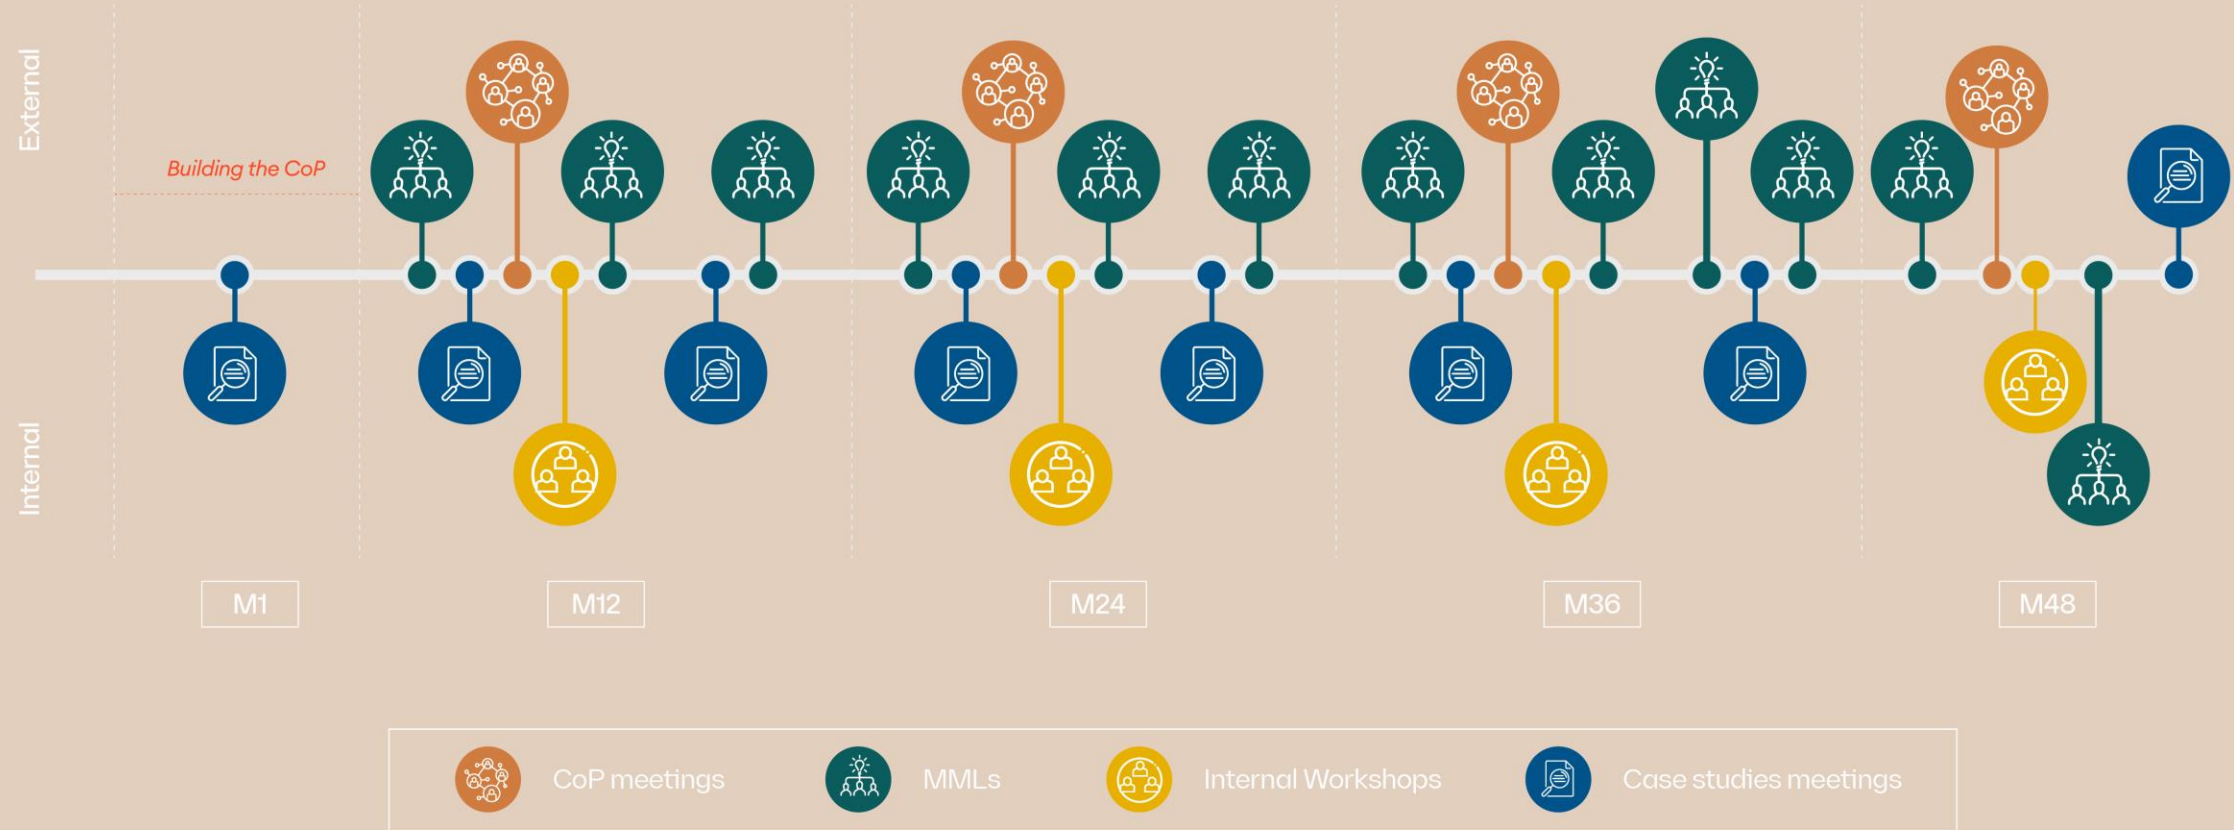 External
Building the CoP
Internal
M1
M12
M24
M36
M48
CoP meetings
MMLs
Internal Workshops
Case studies meetings